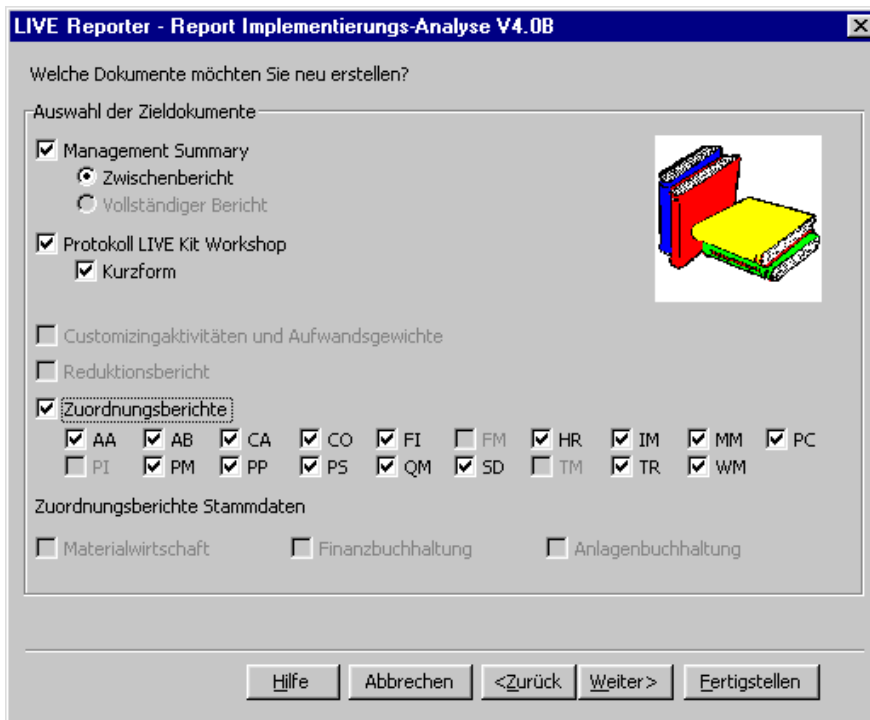 LIVE Reporter - Report Implementierungs-Analyse V4.0B
Welche Dokumente möchten Sie neu erstellen?
Auswahl der Zieldokumente
Management Summary
Zwischenbericht
Vollständiger Bericht
Protokoll LIVE Kit Workshop
Kurzform
Customizingaktivitäten und Aufwandsgewichte
Reduktionsbericht
Zuordnungsberichte
AA AB CA CO FI FM HR IM MM PC
PI PM PP PS QM SD TM TR WM
Zuordnungsberichte Stammdaten
Materialwirtschaft Finanzbuchhaltung Anlagenbuchhaltung
Hilfe Abbrechen <Zurück Weiter> Fertigstellen